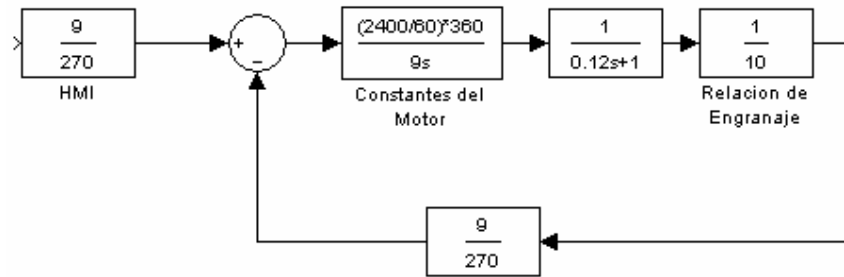 9
270
HMI
+
−
(2400/60)*360
9s
Constantes del
Motor
1
0.12s+1
1
10
Relacion de
Engranaje
9
270